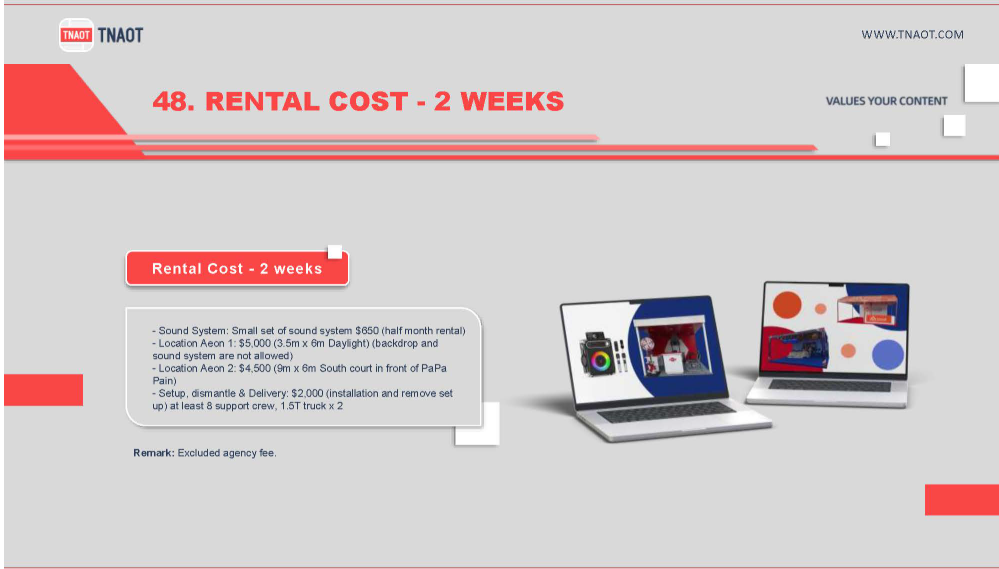 TNAOT TNAOT
WWW.TNAOT.COM
48. RENTAL COST - 2 WEEKS
VALUES YOUR CONTENT
Rental Cost - 2 weeks
- Sound System: Small set of sound system $650 (half month rental)
- Location Aeon 1: $5,000 (3.5m x 6m Daylight) (backdrop and
sound system are not allowed)
- Location Aeon 2: $4,500 (9m x 6m South court in front of PaPa
Pain)
- Setup, dismantle & Delivery: $2,000 (installation and remove set
up) at least 8 support crew, 1.5T truck x 2
Remark: Excluded agency fee.